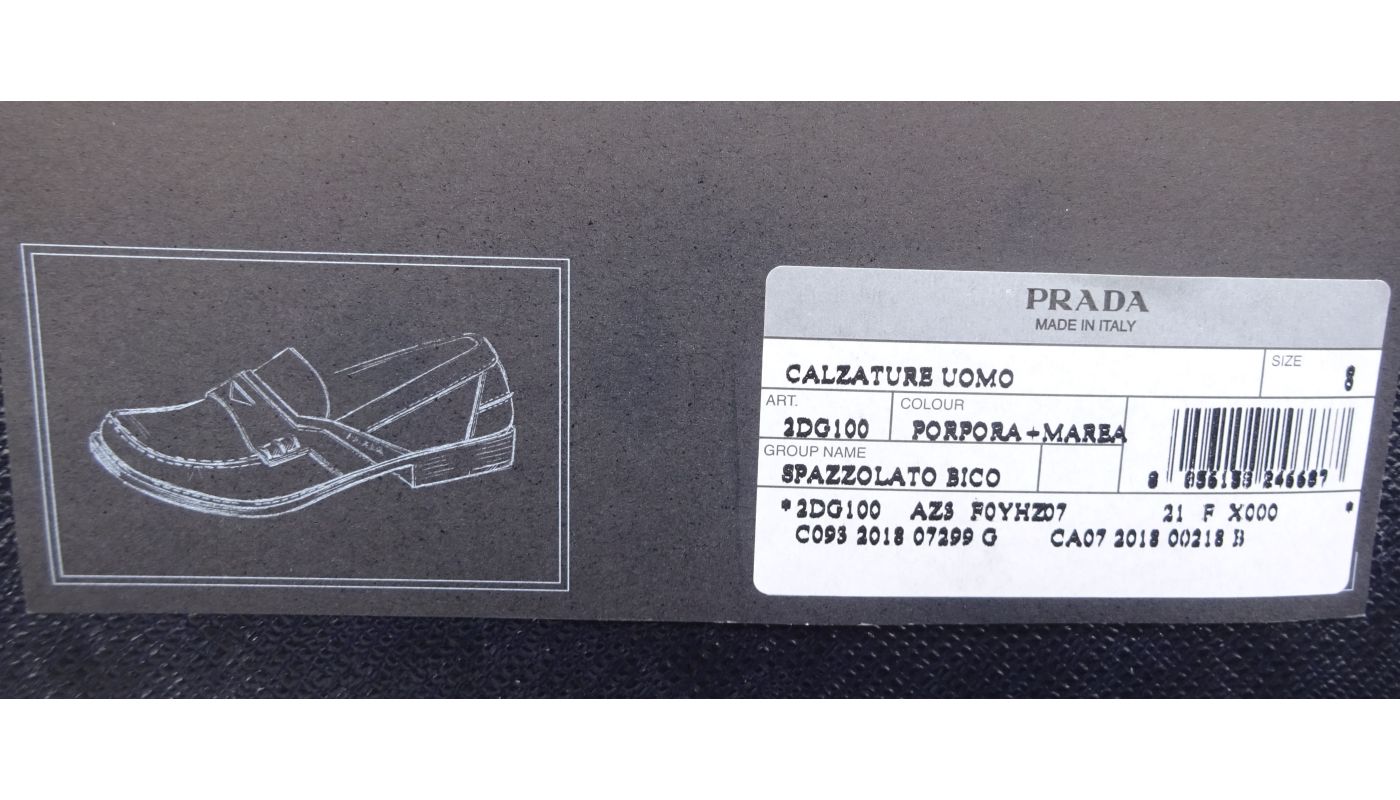 PRADA
PRADA
MADE IN ITALY
CALZATURE UOMO
SIZE
8
ART.
2DG100
COLOUR
PORPORA+MAREA
GROUP NAME
SPAZZOLATO BICO
*2DG100 AZ3 F0YHZ07 21 F X000 *
C093 2018 07299 G CA07 2018 00218 B